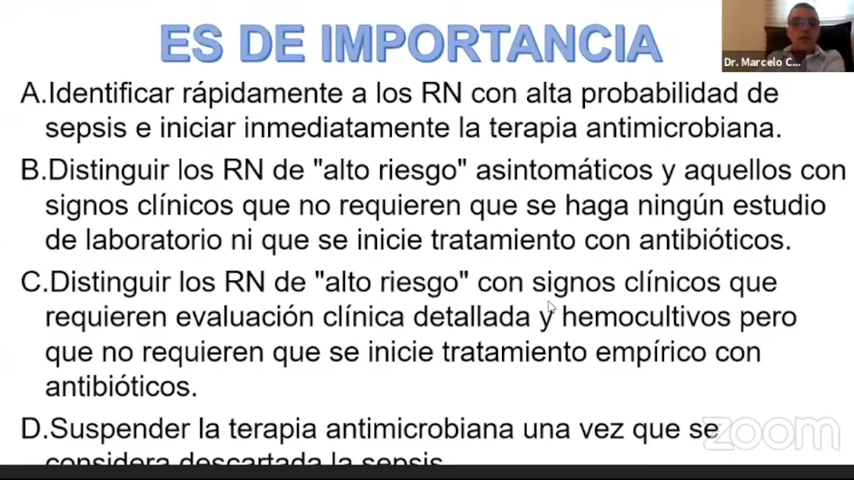 ES DE IMPORTANCIA
Dr. Marcelo C...
A.Identificar rápidamente a los RN con alta probabilidad de
sepsis e iniciar inmediatamente la terapia antimicrobiana.
B.Distinguir los RN de "alto riesgo" asintomáticos y aquellos con
signos clínicos que no requieren que se haga ningún estudio
de laboratorio ni que se inicie tratamiento con antibióticos.
C.Distinguir los RN de "alto riesgo" con signos clínicos que
requieren evaluación clínica detallada y hemocultivos pero
que no requieren que se inicie tratamiento empírico con
antibióticos.
D.Suspender la terapia antimicrobiana una vez que se
considera descartada la sepsis
zoom